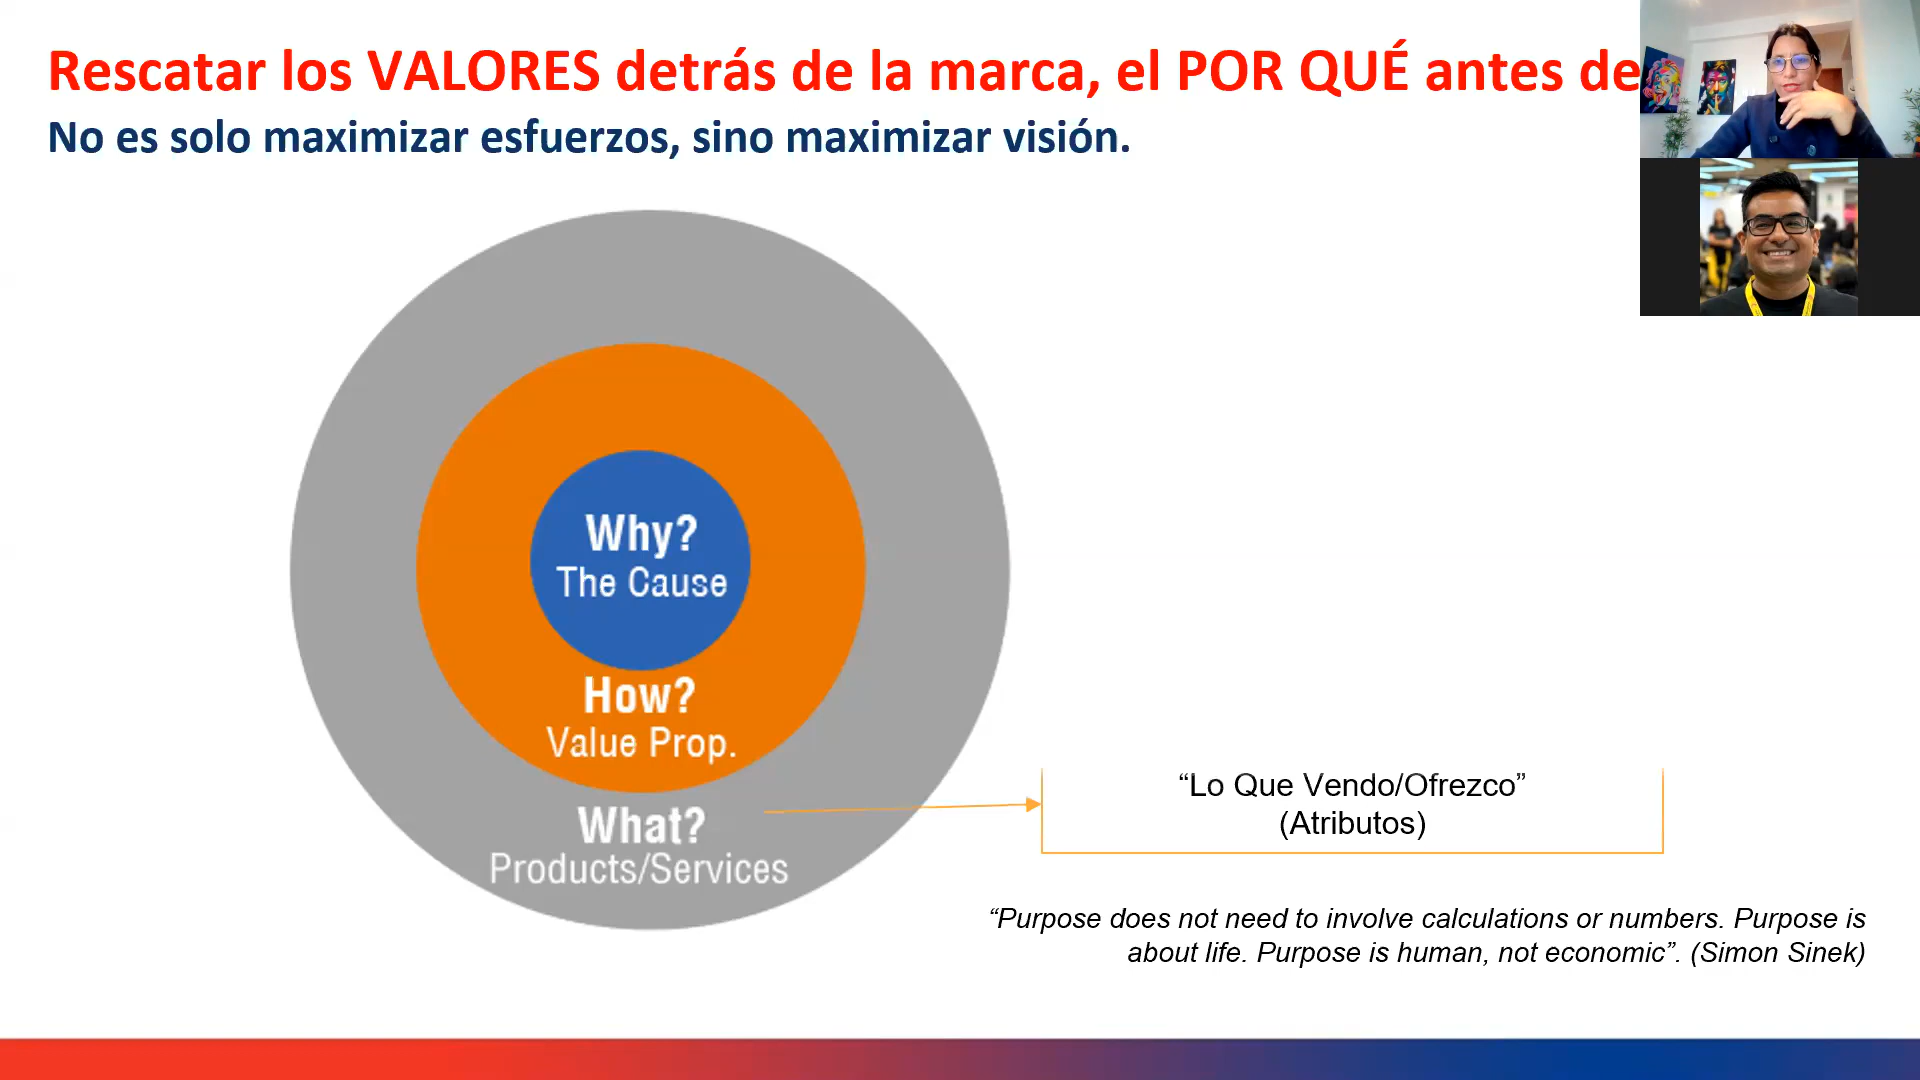 Rescatar los VALORES detrás de la marca, el POR QUÉ antes de
No es solo maximizar esfuerzos, sino maximizar visión.
Why?
The Cause
How?
Value Prop.
What?
Products/Services
“Lo Que Vendo/Ofrezco”
(Atributos)
“Purpose does not need to involve calculations or numbers. Purpose is
about life. Purpose is human, not economic”. (Simon Sinek)